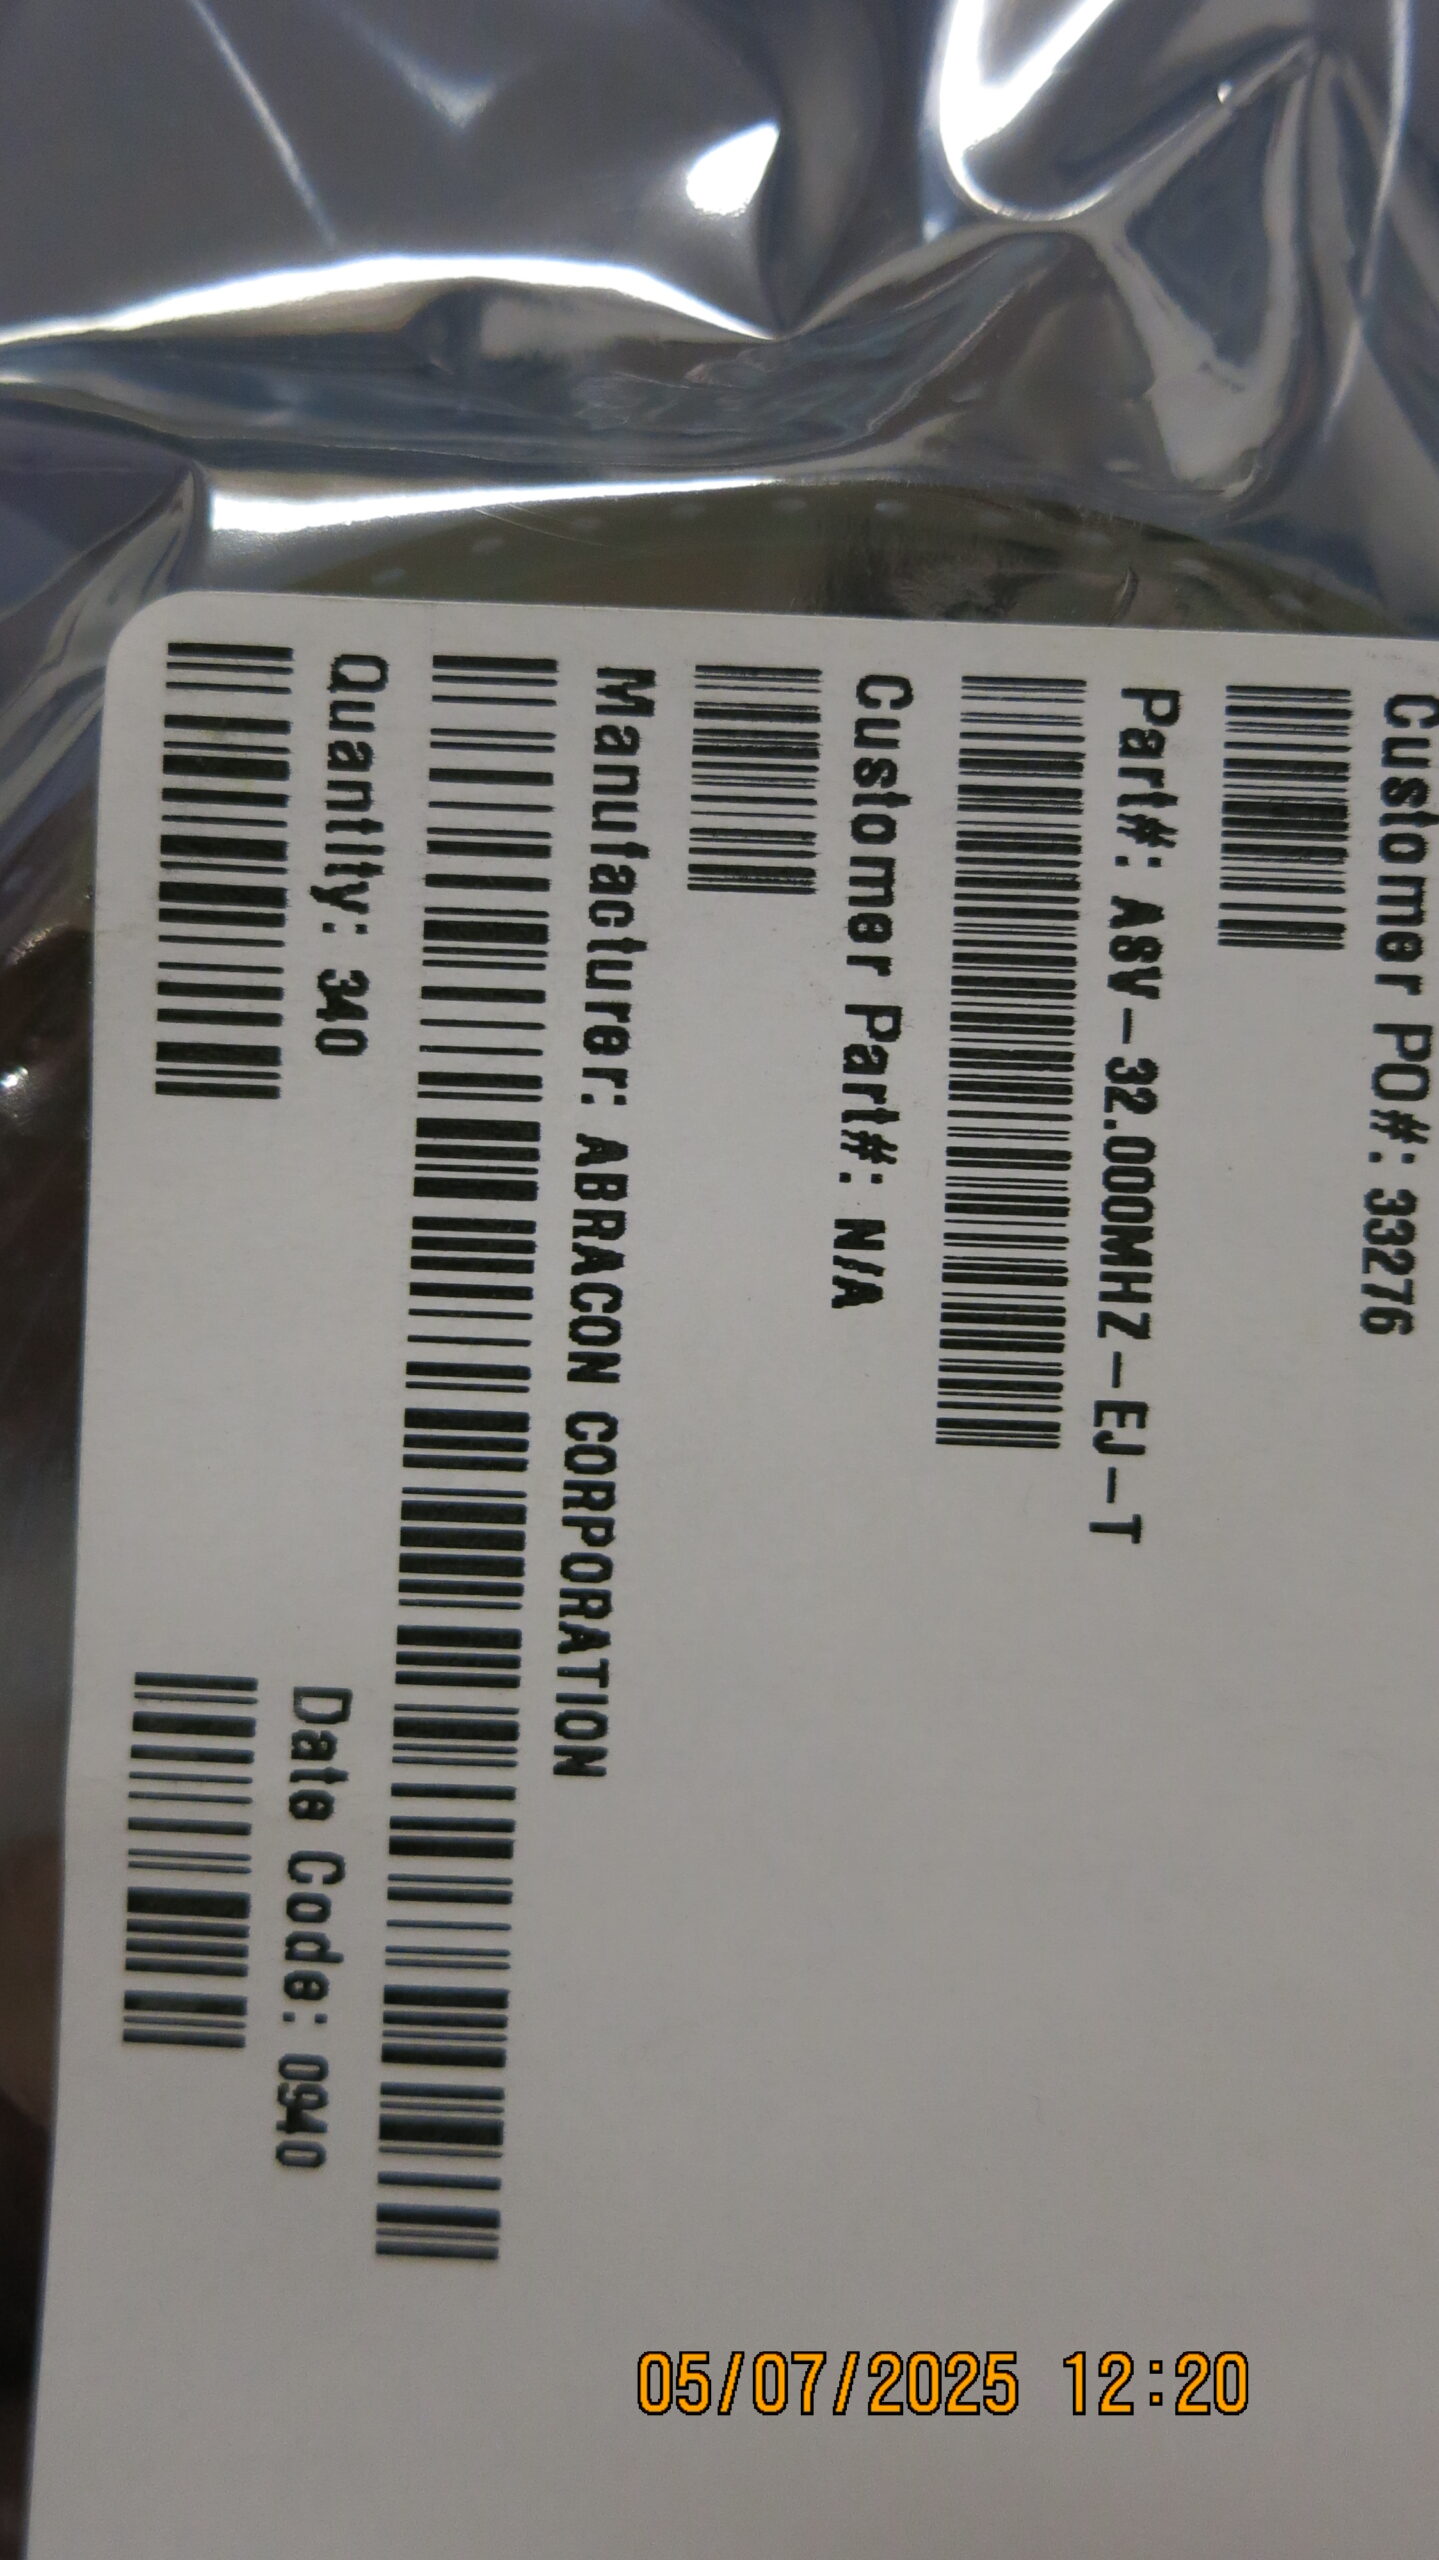 Customer PO#: 33276
Part#: ASV-32.000MHZ-EJ-T
Customer Part#: N/A
Manufacturer: ABRACON CORPORATION
Quantity: 340
Date Code: 0940
05/07/2025 12:20